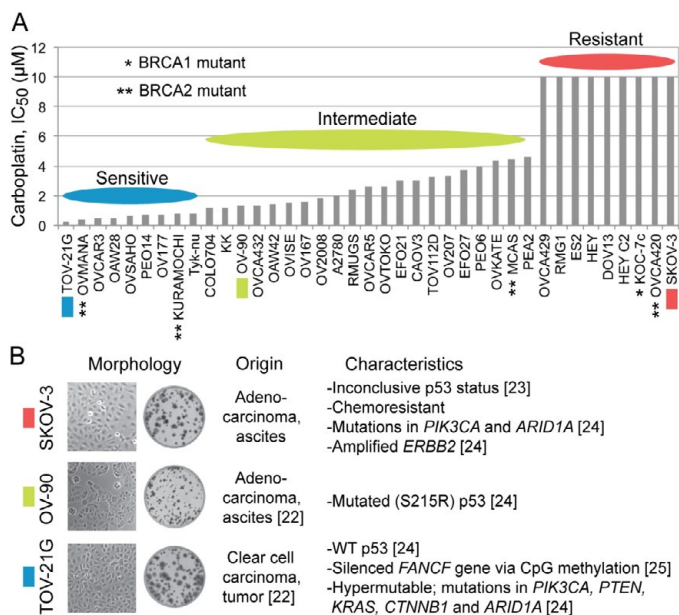 A
Carboplatin, IC50 (µM)
12
10
8
6
4
2
0
* BRCA1 mutant
** BRCA2 mutant
Sensitive
Intermediate
Resistant
TOV-21G
** OVMANA
OVCAR3
OAW28
OVSAHO
PEO14
OV177
** KURAMOCHI
Tyk-nu
COLO704
KK
OV-90
OVCA432
OAW42
OVISE
OV167
OV2008
A2780
RMUGS
OVCAR5
OVTOKO
EFO21
CAOV3
TOV112D
OV207
EFO27
PEO6
OVKATE
** MCAS
PEA2
OVCA429
RMG1
ES2
HEY
DOV13
HEY C2
* KOC-7c
** OVCA420
SKOV-3
B
Morphology Origin Characteristics
SKOV-3
Adeno-
carcinoma,
ascites
-Inconclusive p53 status [23]
-Chemoresistant
-Mutations in PIK3CA and ARID1A [24]
-Amplified ERBB2 [24]
OV-90
Adeno-
carcinoma,
ascites [22]
-Mutated (S215R) p53 [24]
TOV-21G
Clear cell
carcinoma,
tumor [22]
-WT p53 [24]
-Silenced FANCF gene via CpG methylation [25]
-Hypermutable; mutations in PIK3CA, PTEN,
KRAS, CTNNB1 and ARID1A [24]